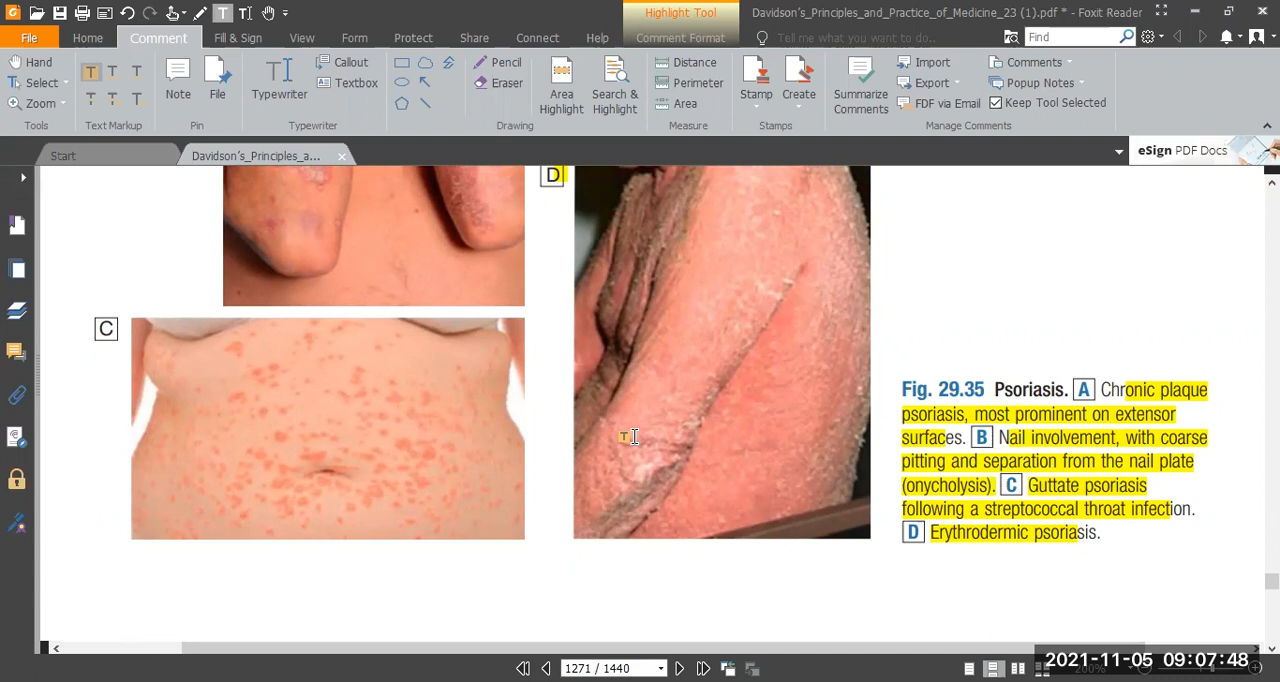 Highlight Tool
Davidson's_Principles_and_Practice_of_Medicine_23 (1).pdf * - Foxit Reader
File Home Comment Fill & Sign View Form Protect Share Connect Help Comment Format Tell me what you want to do.. Find
Hand
Select
Zoom
Tools
Text Markup
Note
File
Pin
Typewriter
Callout
Textbox
Typewriter
Pencil
Eraser
Drawing
Area Highlight
Search & Highlight
Distance
Perimeter
Area
Measure
Stamp
Create
Stamps
Summarize Comments
Import
Export
FDF via Email
Comments
Popup Notes
Keep Tool Selected
Manage Comments
Start
Davidson's_Principles_a...
eSign PDF Docs
D
C
Fig. 29.35 Psoriasis. A Chronic plaque
psoriasis, most prominent on extensor
surfaces. B Nail involvement, with coarse
pitting and separation from the nail plate
(onycholysis). C Guttate psoriasis
following a streptococcal throat infection.
D Erythrodermic psoriasis.
1271 / 1440
200%
2021-11-05 09:07:48